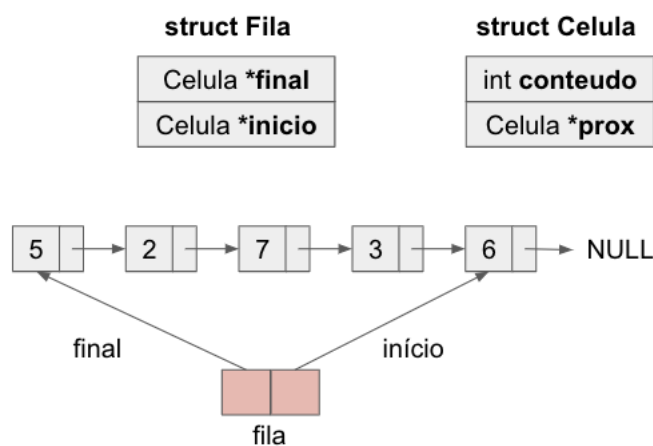 struct Fila
struct Celula
Celula *final
int conteudo
Celula *inicio
Celula *prox
5
2
7
3
6
NULL
final
início
fila